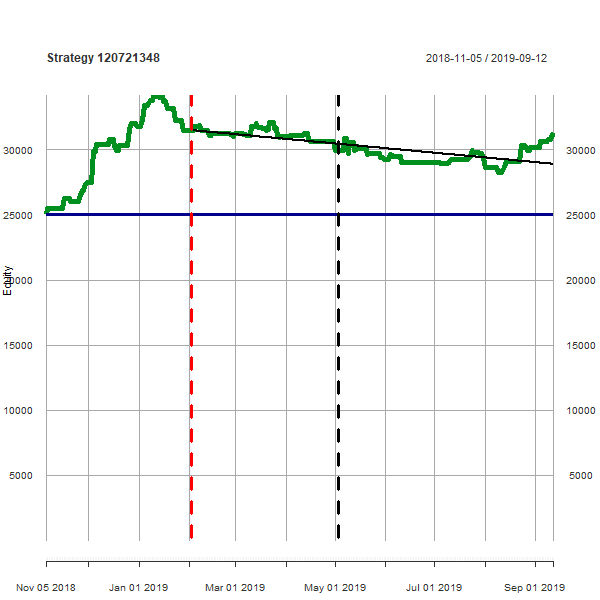 Strategy 120721348
2018-11-05 / 2019-09-12
30000
30000
25000
25000
Equity
20000
20000
15000
15000
10000
10000
5000
5000
Nov 05 2018
Jan 01 2019
Mar 01 2019
May 01 2019
Jul 01 2019
Sep 01 2019